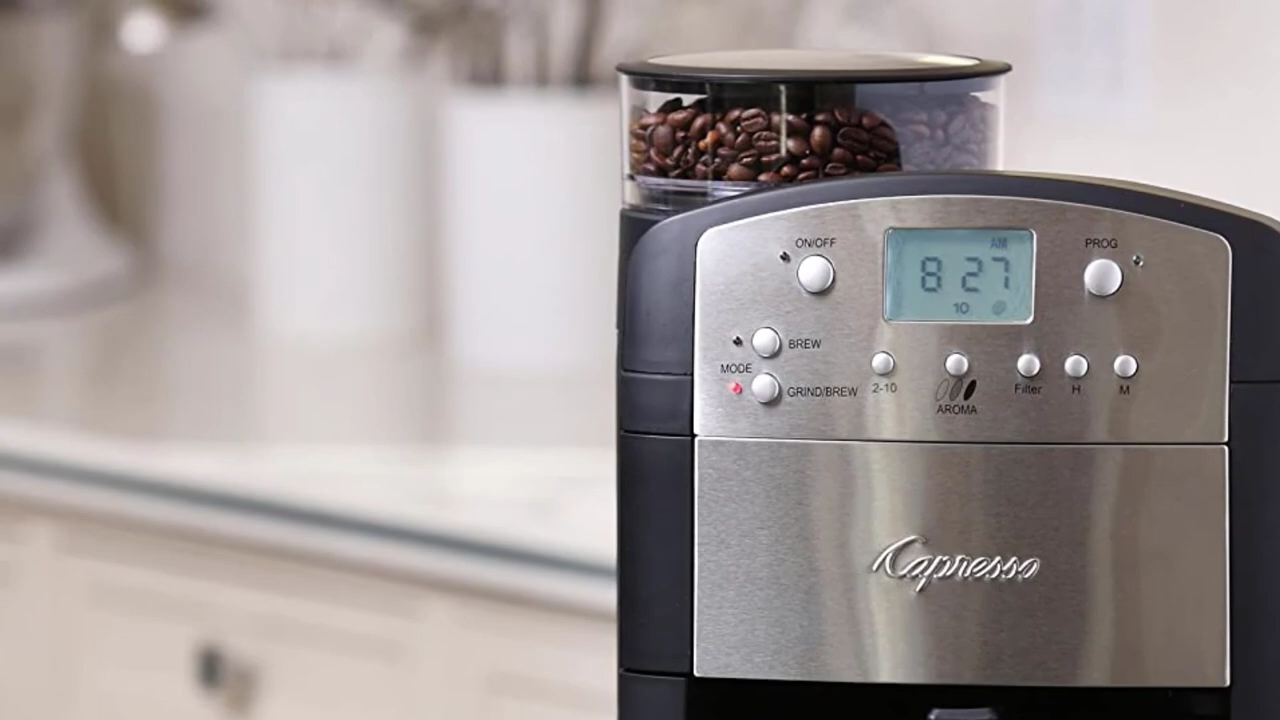 ON/OFF
AM
8 27
10
PROG
BREW
MODE
GRIND/BREW
2-10
AROMA
Filter
H
M
Capresso